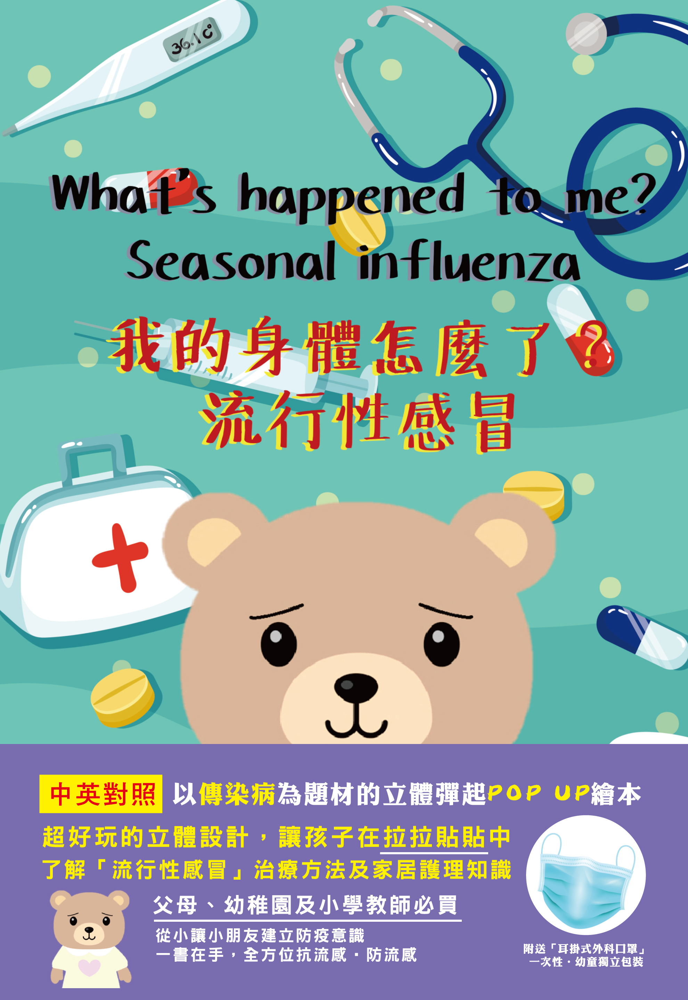 36.1 C°
What's happened to me?
Seasonal influenza
我的身體怎麼了?
流行性感冒
中英對照 以傳染病為題材的立體彈起POP UP繪本
超好玩的立體設計，讓孩子在拉拉貼貼中
了解「流行性感冒」治療方法及家居護理知識
父母、幼稚園及小學教師必買
從小讓小朋友建立防疫意識
一書在手，全方位抗流感·防流感
附送「耳掛式外科口罩」
一次性·幼童獨立包裝